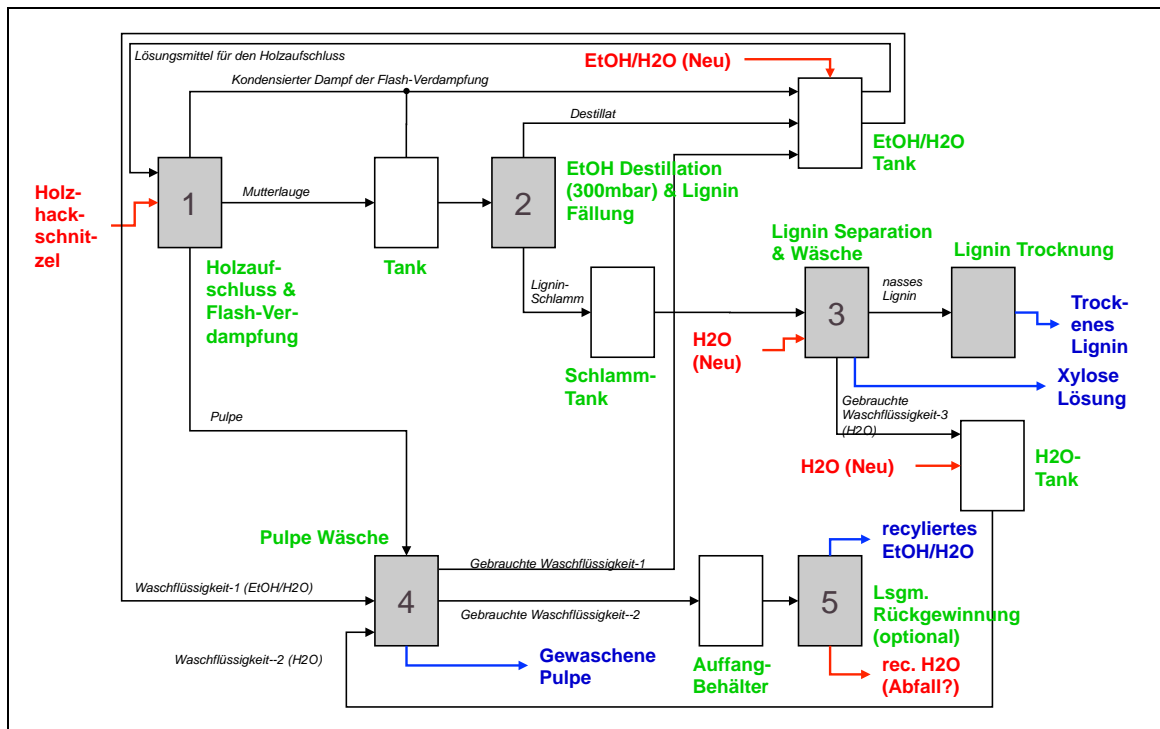 Lösungsmittel für den Holzaufschluss
Kondensierter Dampf der Flash-Verdampfung
EtOH/H2O (Neu)
Destillat
EtOH/H2O
Tank
Holz-
hack-
schnit-
zel
1
Mutterlauge
2
EtOH Destillation
(300mbar) & Lignin
Fällung
Holzauf-
schluss &
Flash-Ver-
dampfung
Tank
Lignin-
Schlamm
Schlamm-
Tank
Lignin Separation
& Wäsche
3
nasses
Lignin
Lignin Trocknung
Trock-
enes
Lignin
H2O
(Neu)
Xylose
Lösung
Gebrauchte
Waschflüssigkeit-3
(H2O)
H2O (Neu)
H2O-
Tank
Pulpe
Pulpe Wäsche
4
Waschflüssigkeit-1 (EtOH/H2O)
Gebrauchte Waschflüssigkeit-1
Gebrauchte Waschflüssigkeit--2
Waschflüssigkeit--2 (H2O)
Gewaschene
Pulpe
Auffang-
Behälter
5
recyliertes
EtOH/H2O
Lsgm.
Rückgewinnung
(optional)
rec. H2O
(Abfall?)